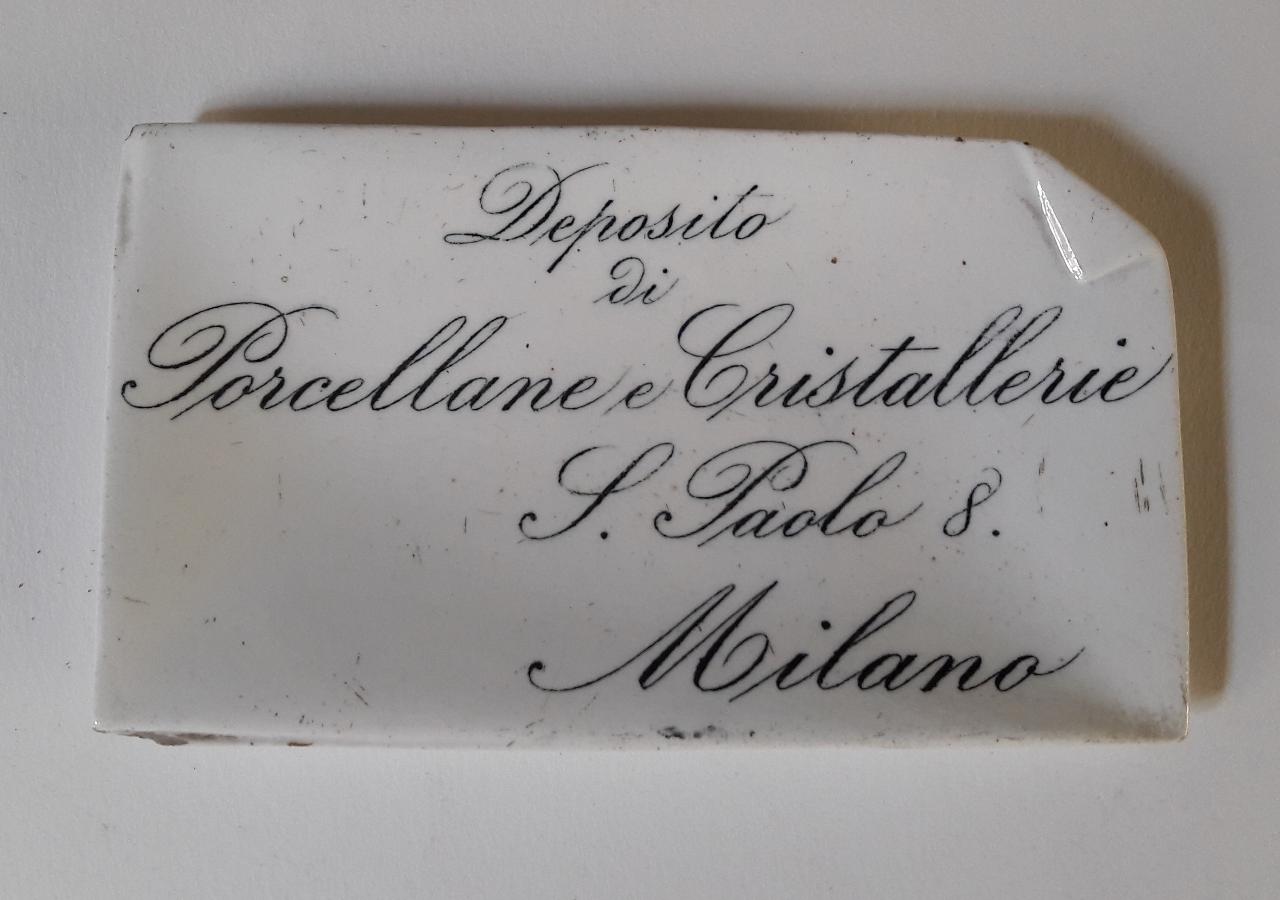 Deposito
di
Porcellane e Cristallerie
S. Paolo 8.
Milano